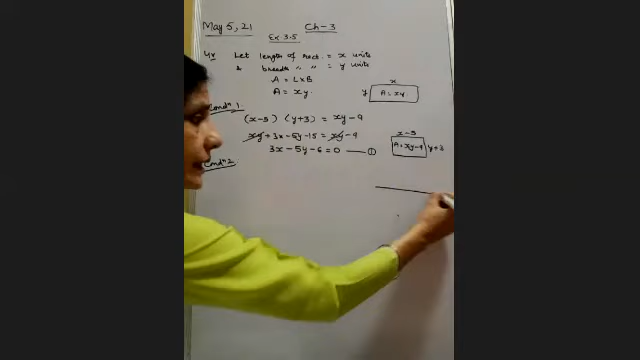 May 5, 21 Ch-3
Ex 3.5
Let length of rect. = x units
& breadth " " = y units
A = L×B
A = xy.
x
y A = xy.
Condn 1
(x-5) (y+3) = xy-9
xy + 3x - 5y - 15 = xy - 9
3x - 5y - 6 = 0 — ①
x-5
A = xy-9 y+3
Condn 2